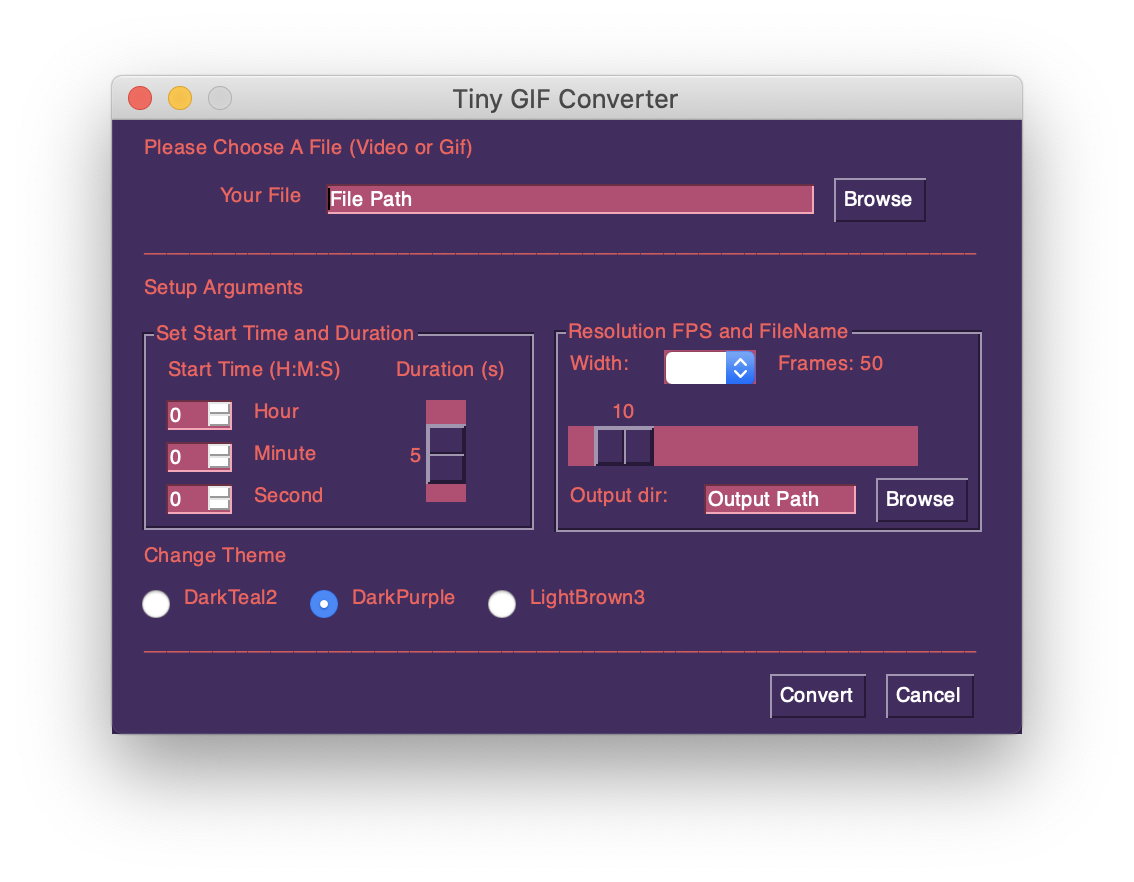 Tiny GIF Converter
Please Choose A File (Video or Gif)
Your File File Path Browse
Setup Arguments
Set Start Time and Duration
Start Time (H:M:S) Duration (s)
0 Hour
0 Minute 5
0 Second
Resolution FPS and FileName
Width: Frames: 50
10
Output dir: Output Path Browse
Change Theme
DarkTeal2 DarkPurple LightBrown3
Convert Cancel